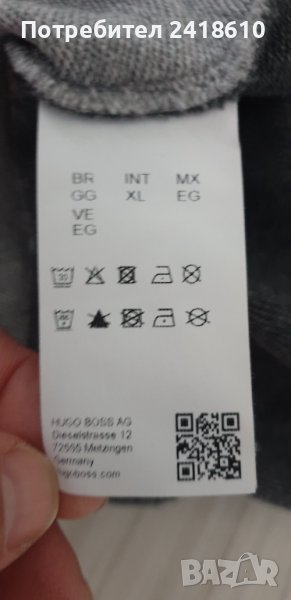 Потребител 2418610
BR INT MX
GG XL EG
VE
EG
HUGO BOSS AG
Dieselstrasse 12
72555 Metzingen
Germany
hugoboss.com
BAZAR